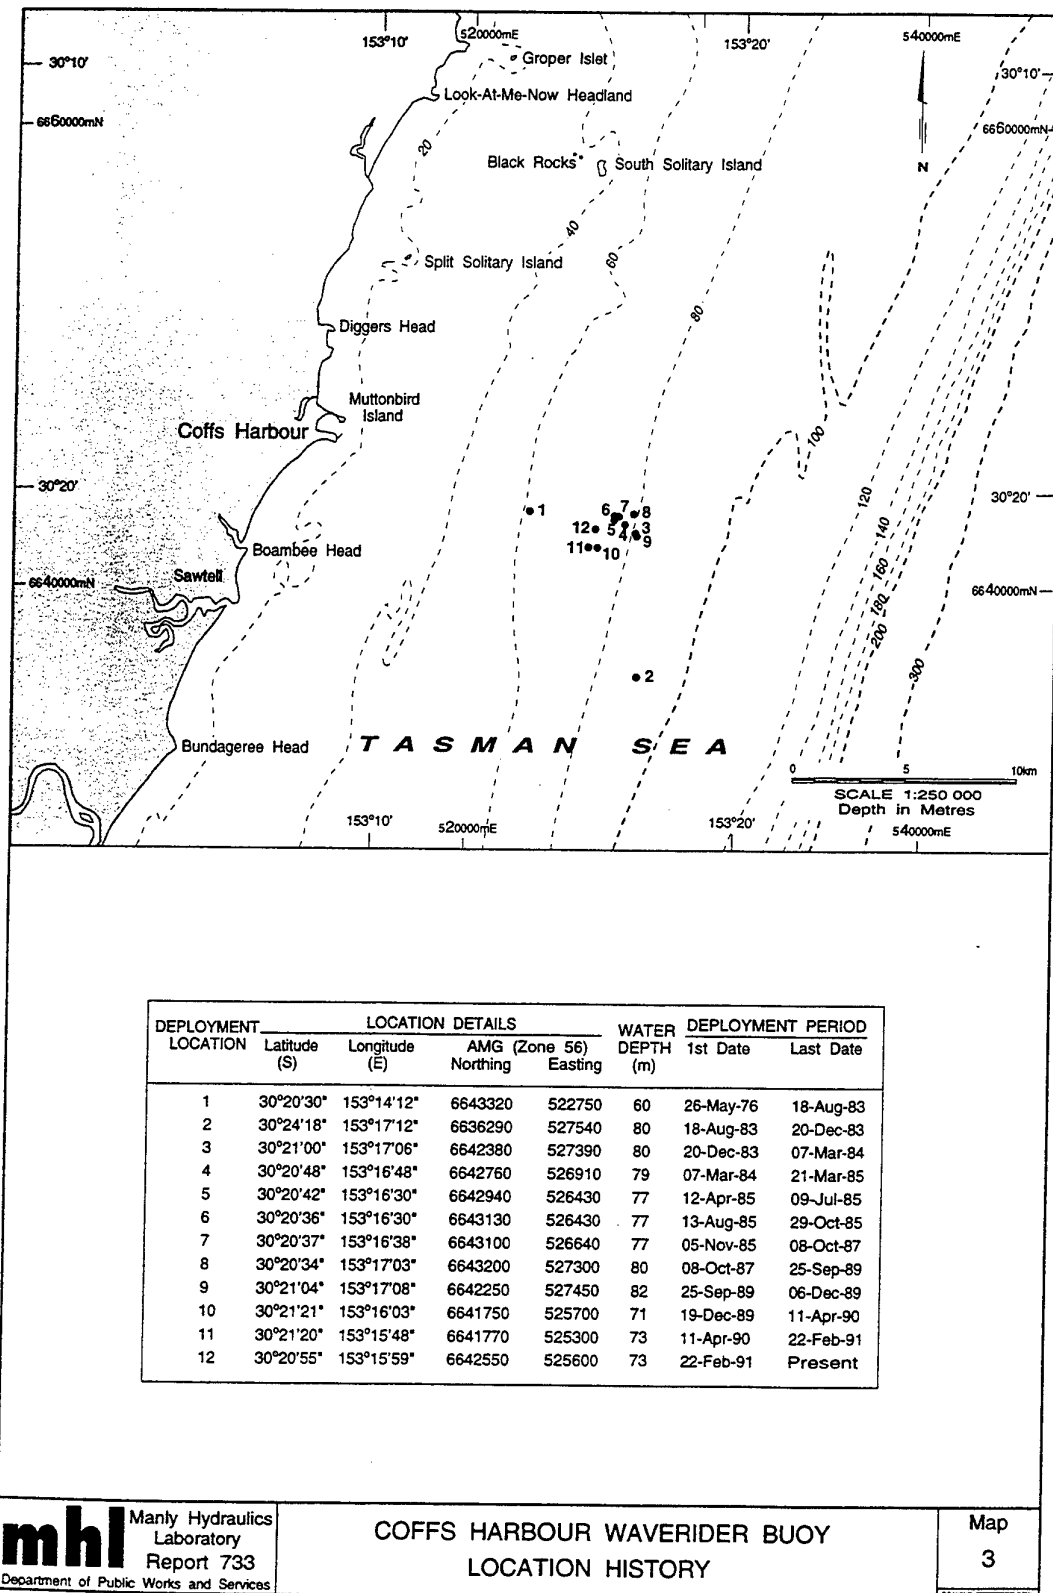 153°10' 520000mE 153°20' 540000mE
30°10' Groper Islet 30°10'
Look-At-Me-Now Headland
6660000mN 6660000mN
20
Black Rocks South Solitary Island
N
40
Split Solitary Island 60
80
Diggers Head
Muttonbird
Island
Coffs Harbour
100
30°20' 30°20'
120
1 6 7 8
12 5 4 3
9
11 10
140
Boambee Head
160
Sawtell
6640000mN 6640000mN
180
200
300
2
Bundageree Head
TASMAN SEA
0 5 10km
SCALE 1:250 000
Depth in Metres
153°10' 520000mE 153°20' 540000mE
DEPLOYMENT LOCATION DETAILS WATER DEPLOYMENT PERIOD
LOCATION Latitude Longitude AMG (Zone 56) DEPTH 1st Date Last Date
(S) (E) Northing Easting (m)
1 30°20'30" 153°14'12" 6643320 522750 60 26-May-76 18-Aug-83
2 30°24'18" 153°17'12" 6636290 527540 80 18-Aug-83 20-Dec-83
3 30°21'00" 153°17'06" 6642380 527390 80 20-Dec-83 07-Mar-84
4 30°20'48" 153°16'48" 6642760 526910 79 07-Mar-84 21-Mar-85
5 30°20'42" 153°16'30" 6642940 526430 77 12-Apr-85 09-Jul-85
6 30°20'36" 153°16'30" 6643130 526430 77 13-Aug-85 29-Oct-85
7 30°20'37" 153°16'38" 6643100 526640 77 05-Nov-85 08-Oct-87
8 30°20'34" 153°17'03" 6643200 527300 80 08-Oct-87 25-Sep-89
9 30°21'04" 153°17'08" 6642250 527450 82 25-Sep-89 06-Dec-89
10 30°21'21" 153°16'03" 6641750 525700 71 19-Dec-89 11-Apr-90
11 30°21'20" 153°15'48" 6641770 525300 73 11-Apr-90 22-Feb-91
12 30°20'55" 153°15'59" 6642550 525600 73 22-Feb-91 Present
mhl Manly Hydraulics
Laboratory
Report 733
Department of Public Works and Services
COFFS HARBOUR WAVERIDER BUOY
LOCATION HISTORY
Map
3